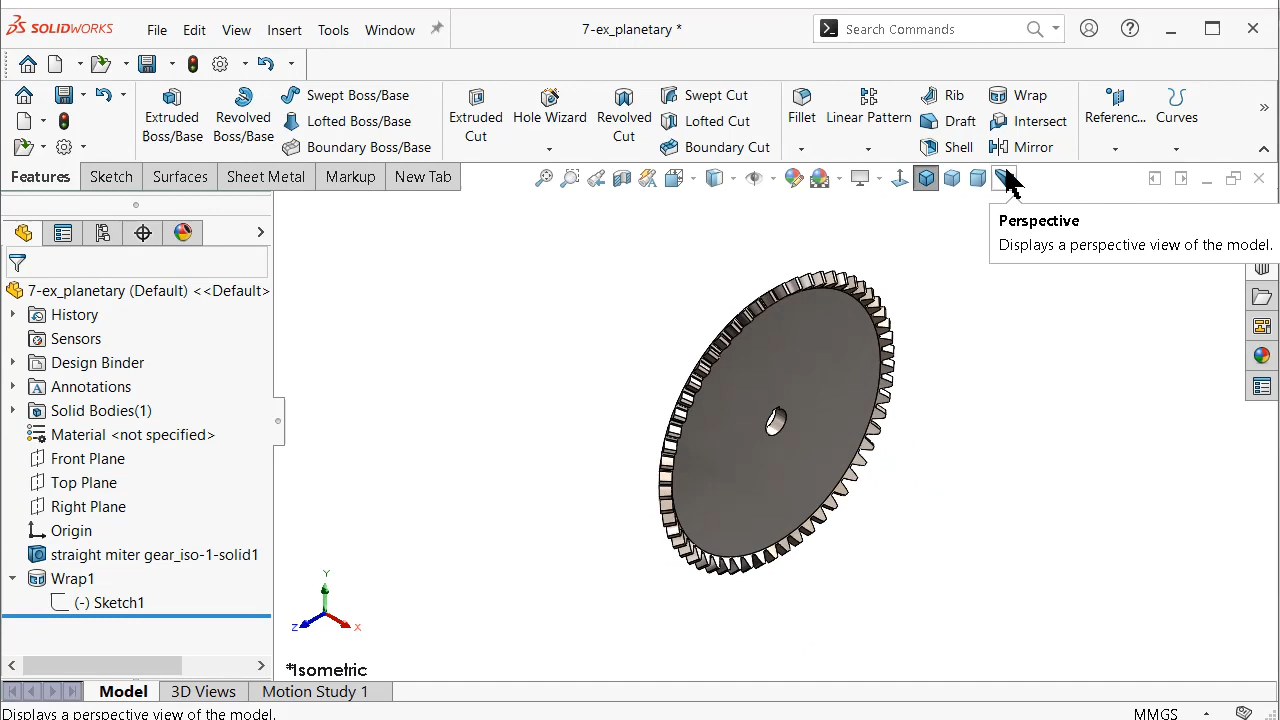 SOLIDWORKS File Edit View Insert Tools Window 7-ex_planetary * Search Commands
Extruded Boss/Base
Revolved Boss/Base
Swept Boss/Base
Lofted Boss/Base
Boundary Boss/Base
Extruded Cut
Hole Wizard
Revolved Cut
Swept Cut
Lofted Cut
Boundary Cut
Fillet
Linear Pattern
Rib
Draft
Shell
Wrap
Intersect
Mirror
Referenc...
Curves
Features Sketch Surfaces Sheet Metal Markup New Tab
Perspective
Displays a perspective view of the model.
7-ex_planetary (Default) <<Default>
History
Sensors
Design Binder
A Annotations
Solid Bodies(1)
Material <not specified>
Front Plane
Top Plane
Right Plane
Origin
straight miter gear_iso-1-solid1
Wrap1
(-) Sketch1
Y
Z
X
*Isometric
Model 3D Views Motion Study 1
Displays a perspective view of the model.
MMGS